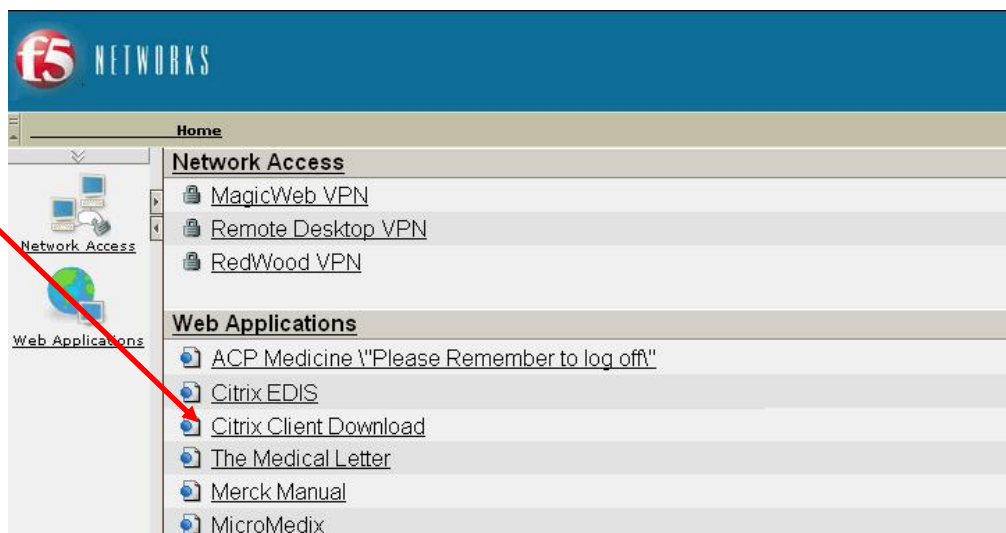 f5 NETWORKS
Home
Network Access
MagicWeb VPN
Remote Desktop VPN
RedWood VPN
Network Access
Web Applications
Web Applications
ACP Medicine \"Please Remember to log off\"
Citrix EDIS
Citrix Client Download
The Medical Letter
Merck Manual
MicroMedix